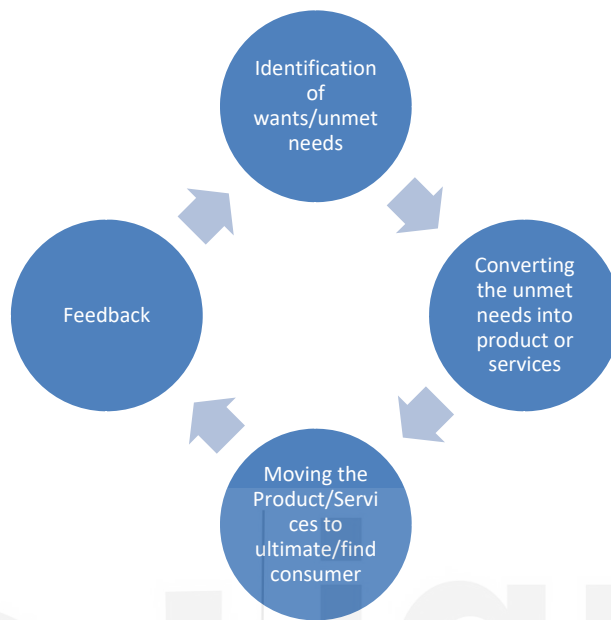 Identification
of
wants/unmet
needs
Converting
the unmet
needs into
product or
services
Moving the
Product/Servi
ces to
ultimate/find
consumer
Feedback